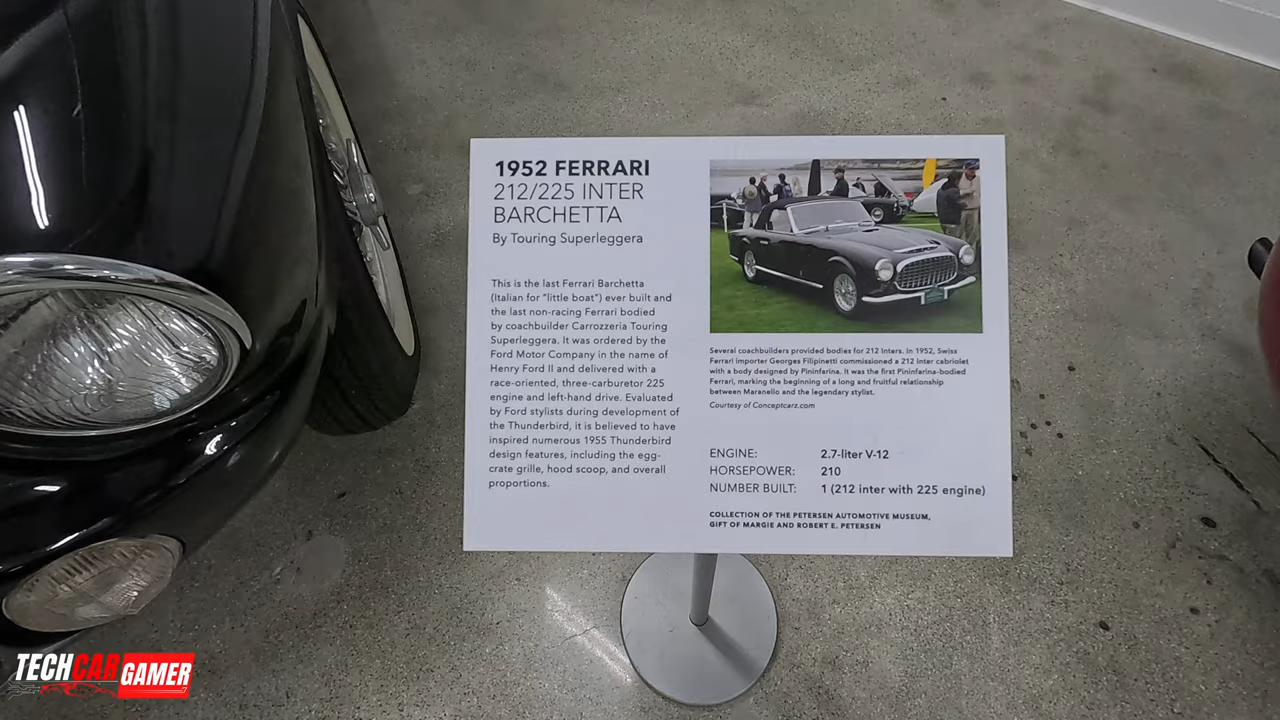 1952 FERRARI
212/225 INTER
BARCHETTA
By Touring Superleggera
This is the last Ferrari Barchetta
(Italian for "little boat") ever built and
the last non-racing Ferrari bodied
by coachbuilder Carrozzeria Touring
Superleggera. It was ordered by the
Ford Motor Company in the name of
Henry Ford II and delivered with a
race-oriented, three-carburetor 225
engine and left-hand drive. Evaluated
by Ford stylists during development of
the Thunderbird, it is believed to have
inspired numerous 1955 Thunderbird
design features, including the egg-
crate grille, hood scoop, and overall
proportions.
Several coachbuilders provided bodies for 212 Inters. In 1952, Swiss
Ferrari importer Georges Filipinetti commissioned a 212 inter cabriolet
with a body designed by Pininfarina. It was the first Pininfarina-bodied
Ferrari, marking the beginning of a long and fruitful relationship
between Maranello and the legendary stylist.
Courtesy of Conceptcarz.com
ENGINE: 2.7-liter V-12
HORSEPOWER: 210
NUMBER BUILT: 1 (212 inter with 225 engine)
COLLECTION OF THE PETERSEN AUTOMOTIVE MUSEUM,
GIFT OF MARGIE AND ROBERT E. PETERSEN
TECHCARGAMER